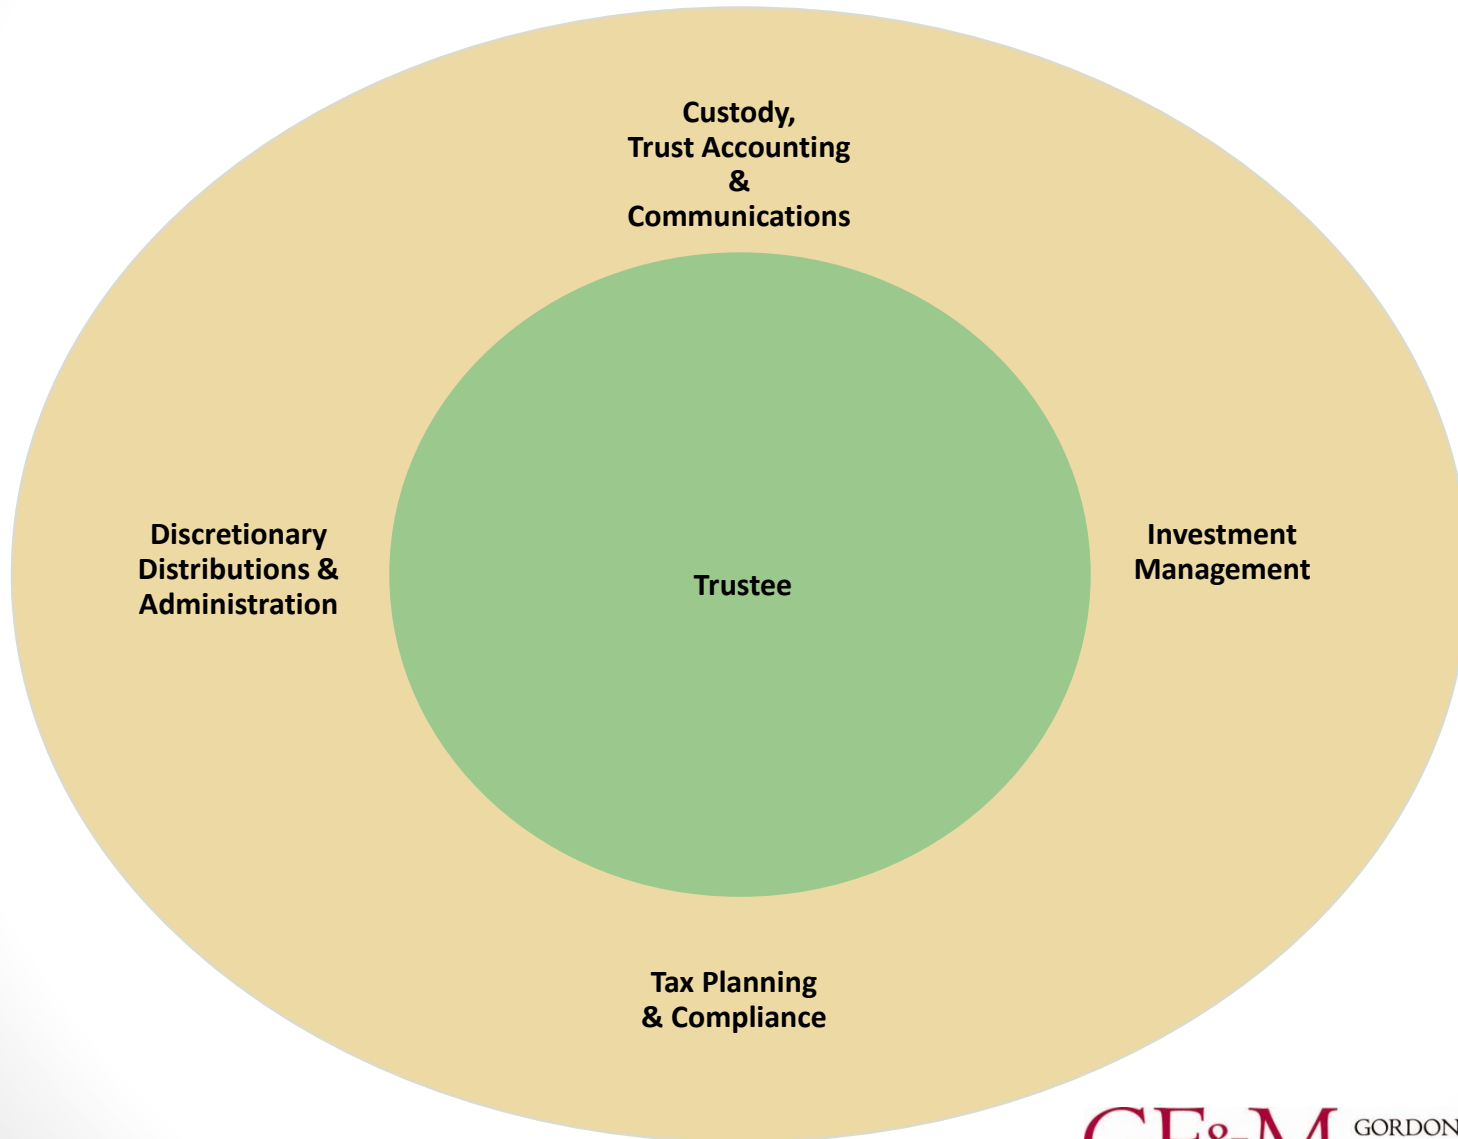 Custody,
Trust Accounting
&
Communications
Discretionary
Distributions &
Administration
Investment
Management
Trustee
Tax Planning
& Compliance
GORDON